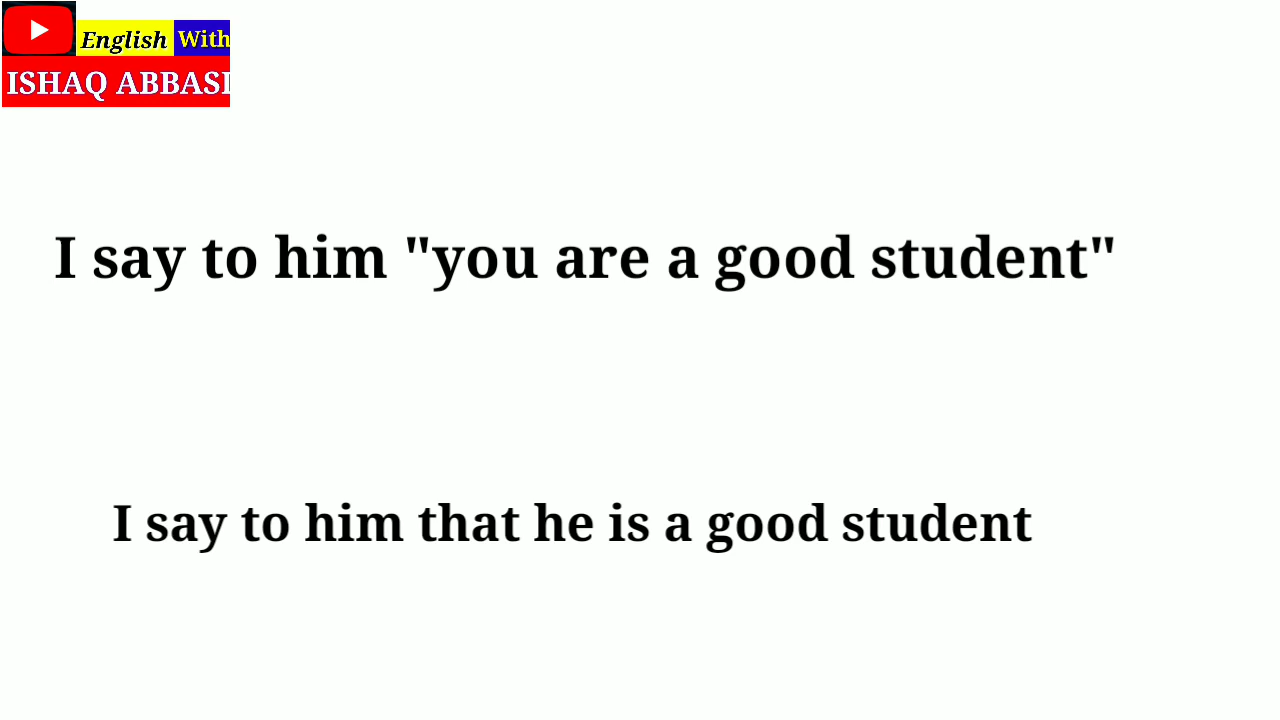 English With
ISHAQ ABBASI
I say to him "you are a good student"
I say to him that he is a good student